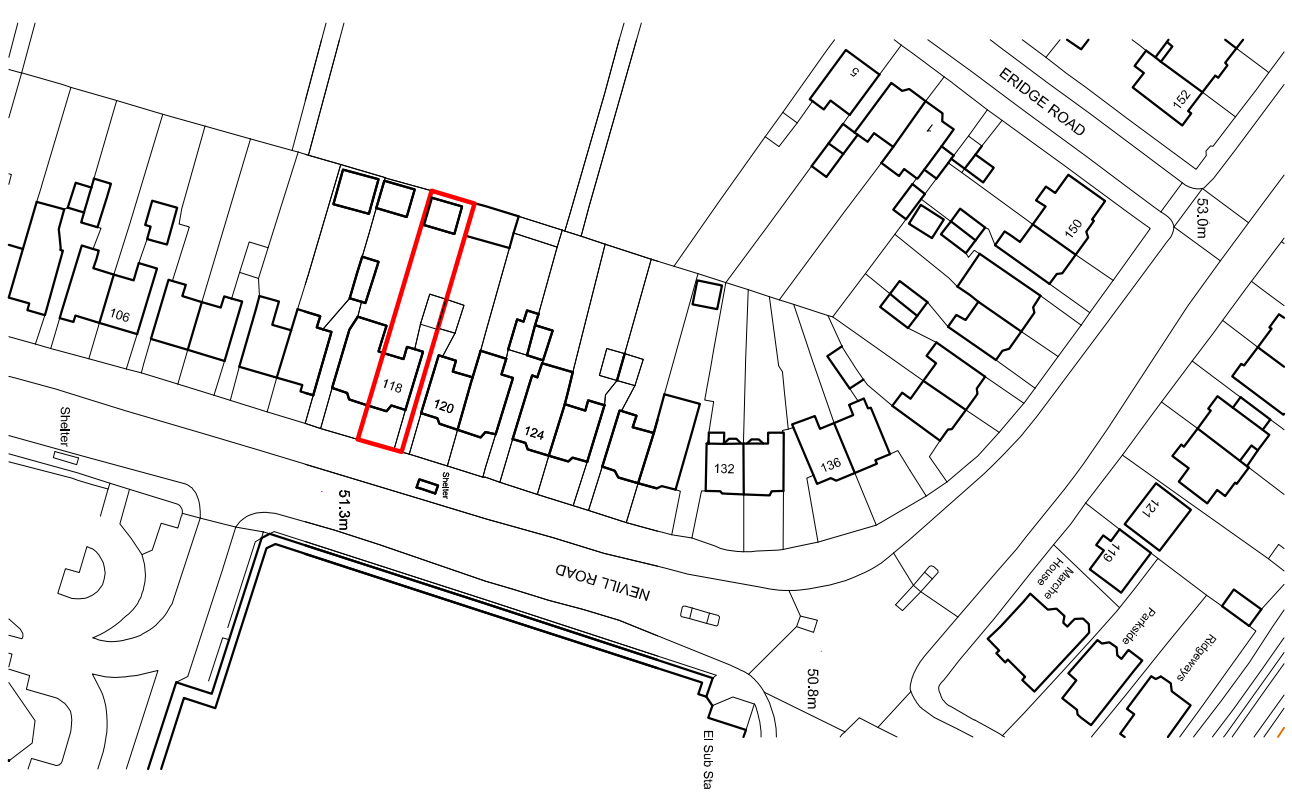 5
1
ERIDGE ROAD
152
150
53.0m
106
118
120
124
132
136
Shelter
Shelter
51.3m
NEVILL ROAD
121
119
Marche
House
Parkside
Ridgeways
50.8m
El Sub Sta